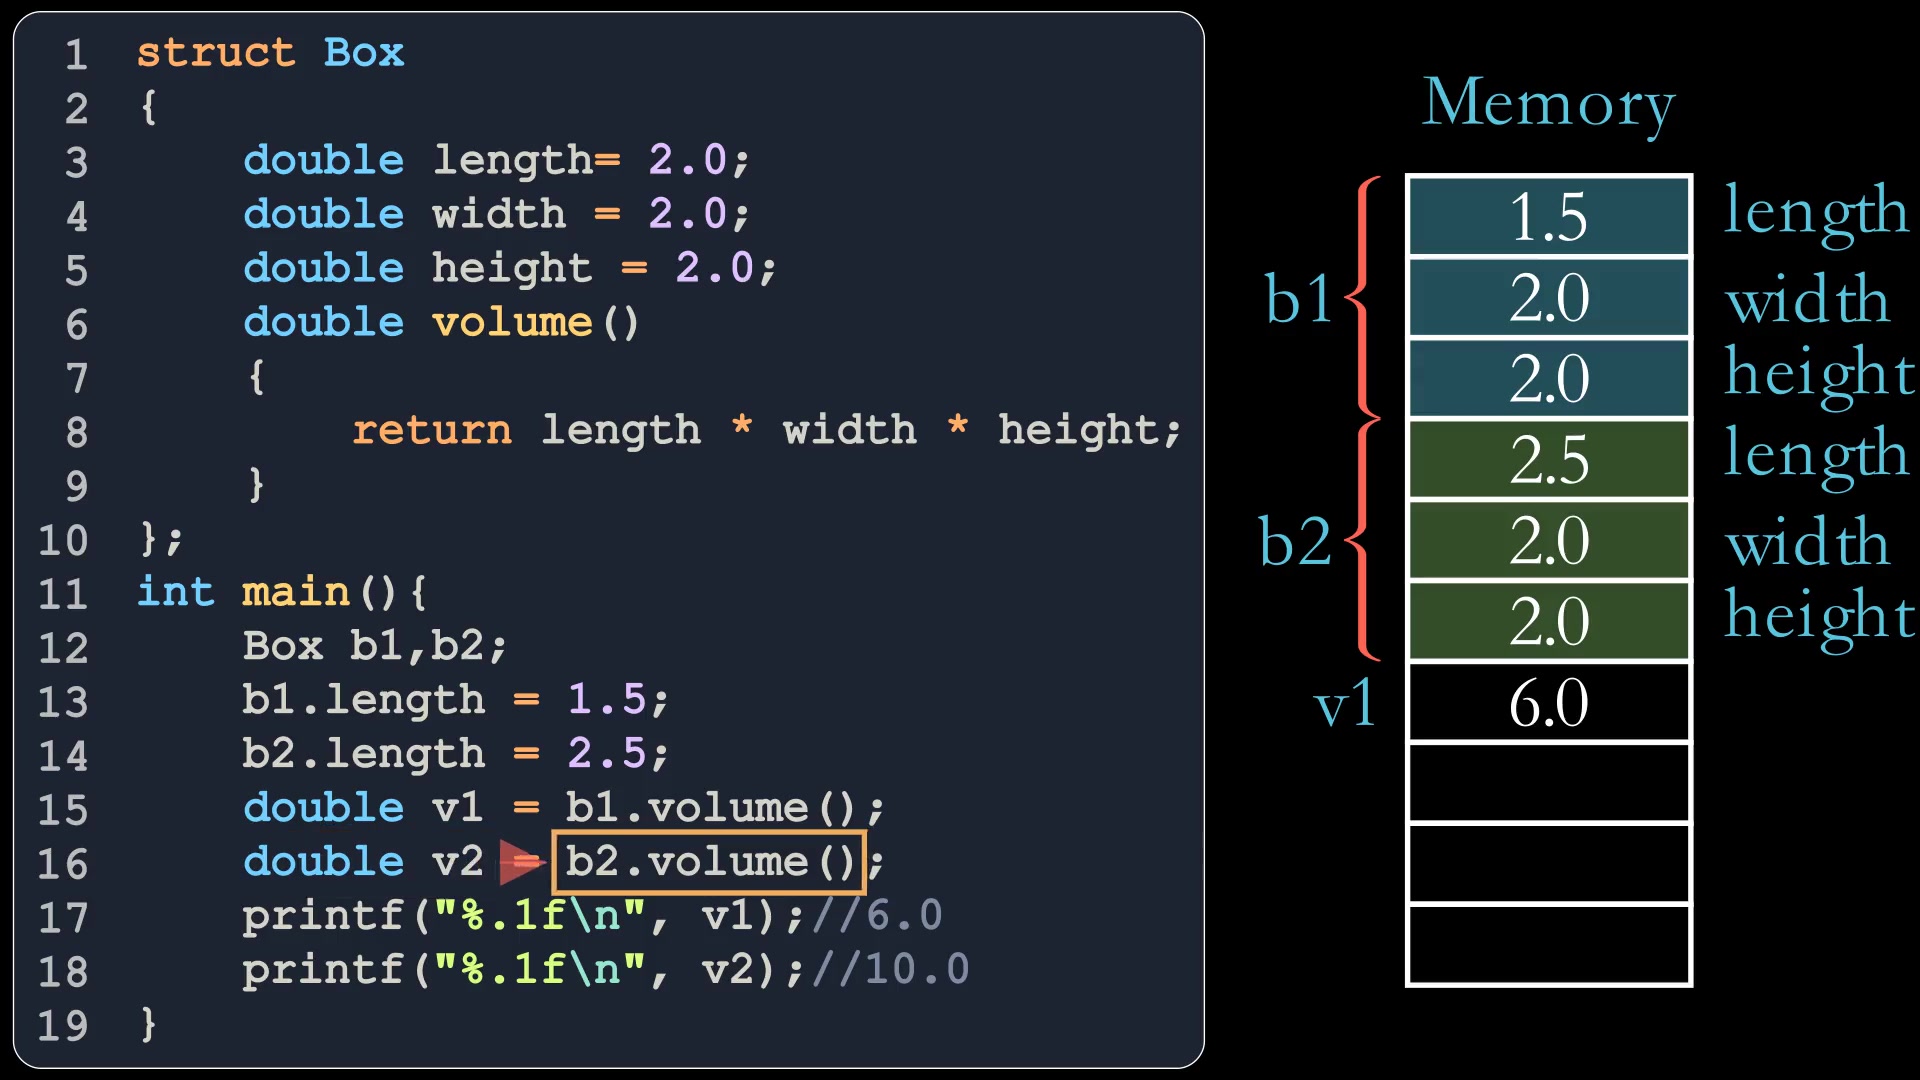 1 struct Box
2 {
3 double length= 2.0;
4 double width = 2.0;
5 double height = 2.0;
6 double volume()
7 {
8 return length * width * height;
9 }
10 };
11 int main(){
12 Box b1,b2;
13 b1.length = 1.5;
14 b2.length = 2.5;
15 double v1 = b1.volume();
16 double v2 = b2.volume();
17 printf("%.1f\n", v1);//6.0
18 printf("%.1f\n", v2);//10.0
19 }
Memory
1.5 length
b1 2.0 width
2.0 height
2.5 length
b2 2.0 width
2.0 height
v1 6.0